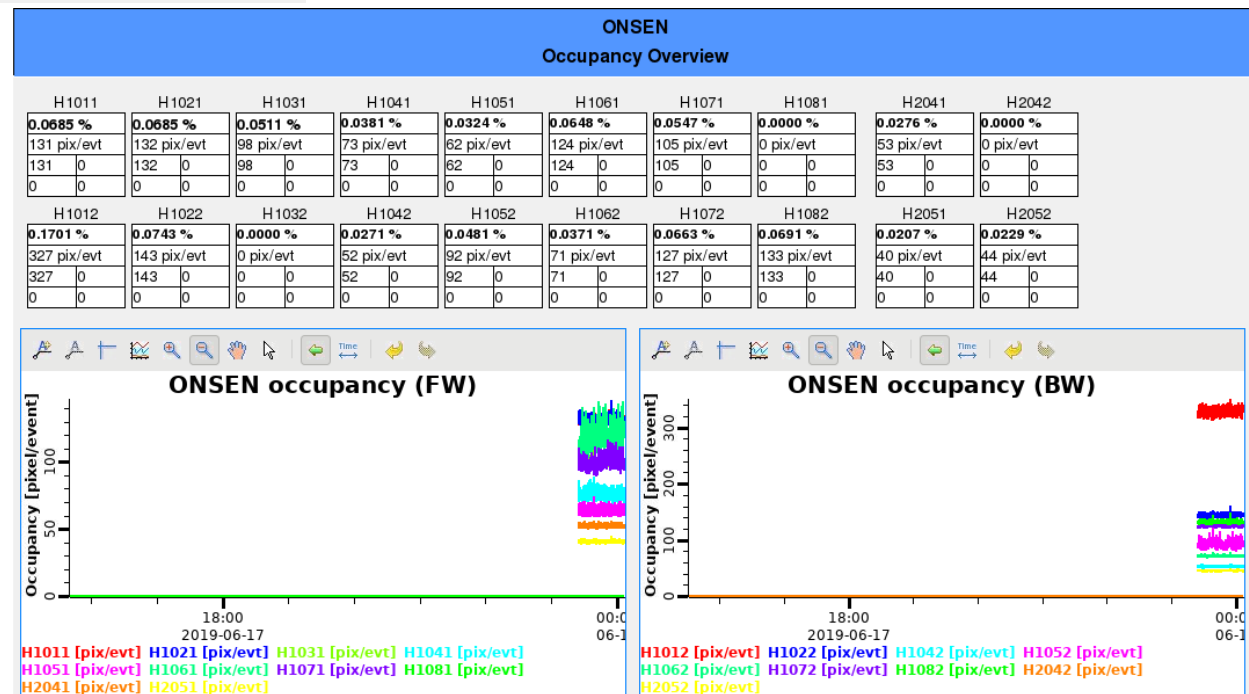 ONSEN
Occupancy Overview
H1011 H1021 H1031 H1041 H1051 H1061 H1071 H1081 H2041 H2042
0.0685 % 0.0685 % 0.0511 % 0.0381 % 0.0324 % 0.0648 % 0.0547 % 0.0000 % 0.0276 % 0.0000 %
131 pix/evt 132 pix/evt 98 pix/evt 73 pix/evt 62 pix/evt 124 pix/evt 105 pix/evt 0 pix/evt 53 pix/evt 0 pix/evt
131 0 132 0 98 0 73 0 62 0 124 0 105 0 0 0 53 0 0 0
0 0 0 0 0 0 0 0 0 0 0 0 0 0 0 0 0 0 0 0
H1012 H1022 H1032 H1042 H1052 H1062 H1072 H1082 H2051 H2052
0.1701 % 0.0743 % 0.0000 % 0.0271 % 0.0481 % 0.0371 % 0.0663 % 0.0691 % 0.0207 % 0.0229 %
327 pix/evt 143 pix/evt 0 pix/evt 52 pix/evt 92 pix/evt 71 pix/evt 127 pix/evt 133 pix/evt 40 pix/evt 44 pix/evt
327 0 143 0 0 0 52 0 92 0 71 0 127 0 133 0 40 0 44 0
0 0 0 0 0 0 0 0 0 0 0 0 0 0 0 0 0 0 0 0
Time
ONSEN occupancy (FW)
Occupancy [pixel/event]
100
50
0
18:00 00:0
2019-06-17 06-1
H1011 [pix/evt] H1021 [pix/evt] H1031 [pix/evt] H1041 [pix/evt]
H1051 [pix/evt] H1061 [pix/evt] H1071 [pix/evt] H1081 [pix/evt]
H2041 [pix/evt] H2051 [pix/evt]
Time
ONSEN occupancy (BW)
Occupancy [pixel/event]
300
200
100
0
18:00 00:0
2019-06-17 06-1
H1012 [pix/evt] H1022 [pix/evt] H1042 [pix/evt] H1052 [pix/evt]
H1062 [pix/evt] H1072 [pix/evt] H1082 [pix/evt] H2042 [pix/evt]
H2052 [pix/evt]